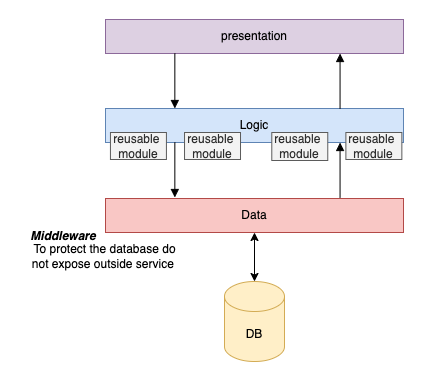 presentation
Logic
reusable
module
reusable
module
reusable
module
reusable
module
Data
Middleware
To protect the database do
not expose outside service
DB